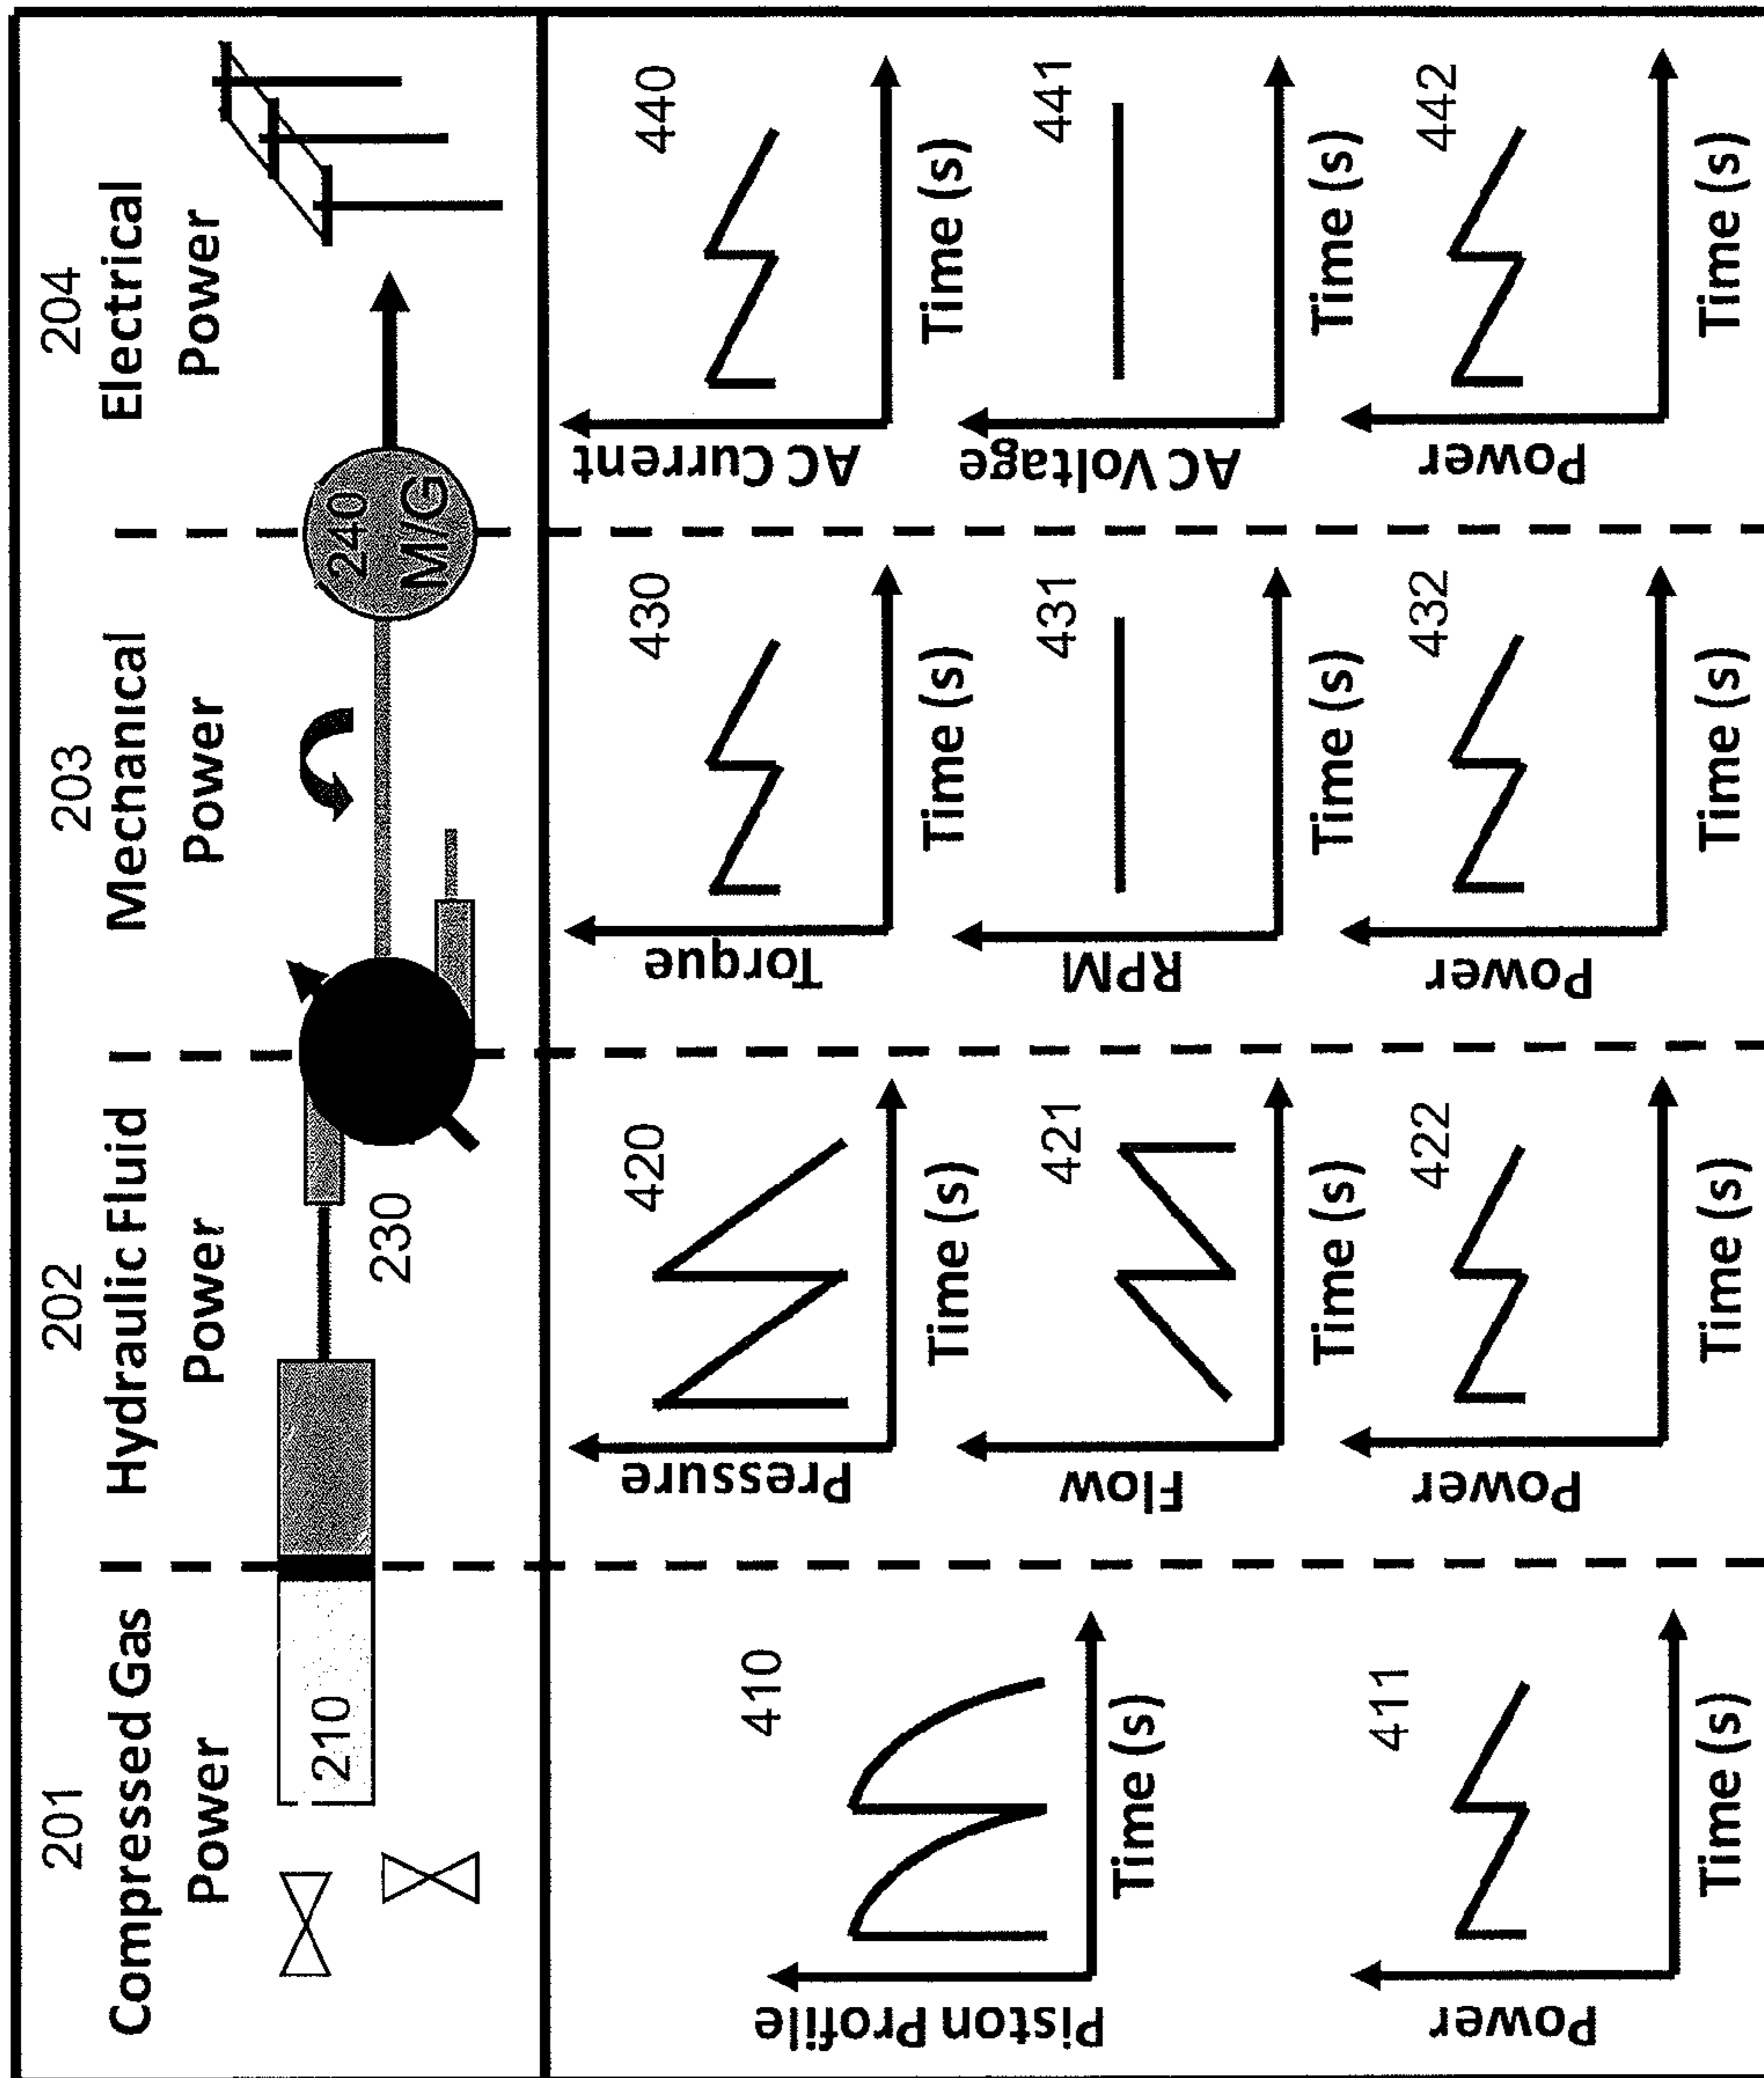 201
Compressed Gas
Power
210
202
Hydraulic Fluid
Power
230
203
Mechanical
Power
240
M/G
204
Electrical
Power
Piston Profile
410
Time (s)
Power
411
Time (s)
Pressure
420
Time (s)
Flow
421
Time (s)
Power
422
Time (s)
Torque
430
Time (s)
RPM
431
Time (s)
Power
432
Time (s)
AC Current
440
Time (s)
AC Voltage
441
Time (s)
Power
442
Time (s)